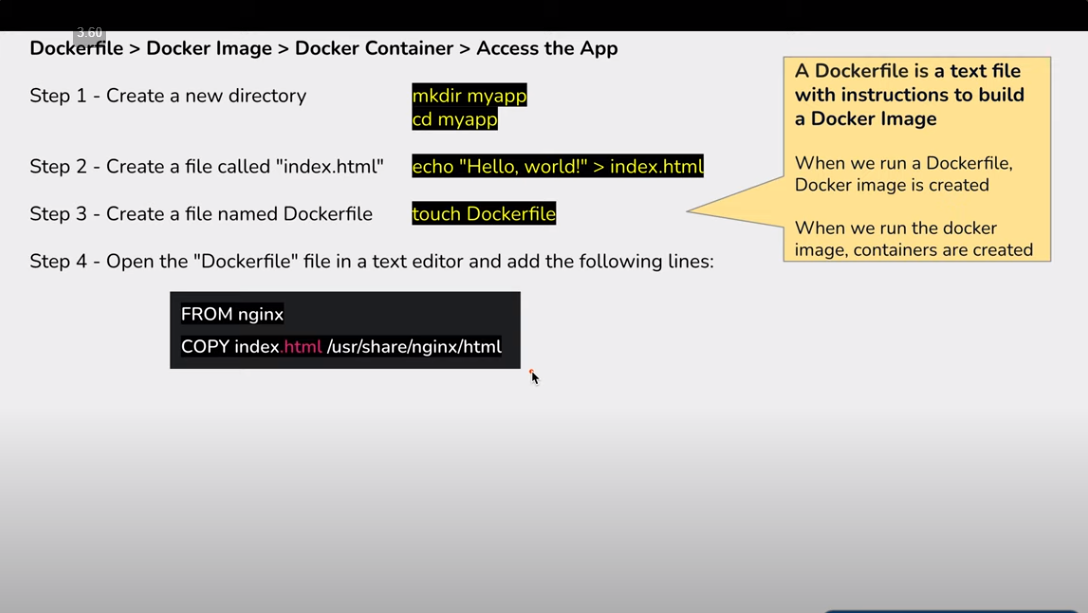 3.60
Dockerfile > Docker Image > Docker Container > Access the App
Step 1 - Create a new directory
mkdir myapp
cd myapp
Step 2 - Create a file called "index.html"
echo "Hello, world!" > index.html
Step 3 - Create a file named Dockerfile
touch Dockerfile
Step 4 - Open the "Dockerfile" file in a text editor and add the following lines:
FROM nginx
COPY index.html /usr/share/nginx/html
A Dockerfile is a text file
with instructions to build
a Docker Image
When we run a Dockerfile,
Docker image is created
When we run the docker
image, containers are created